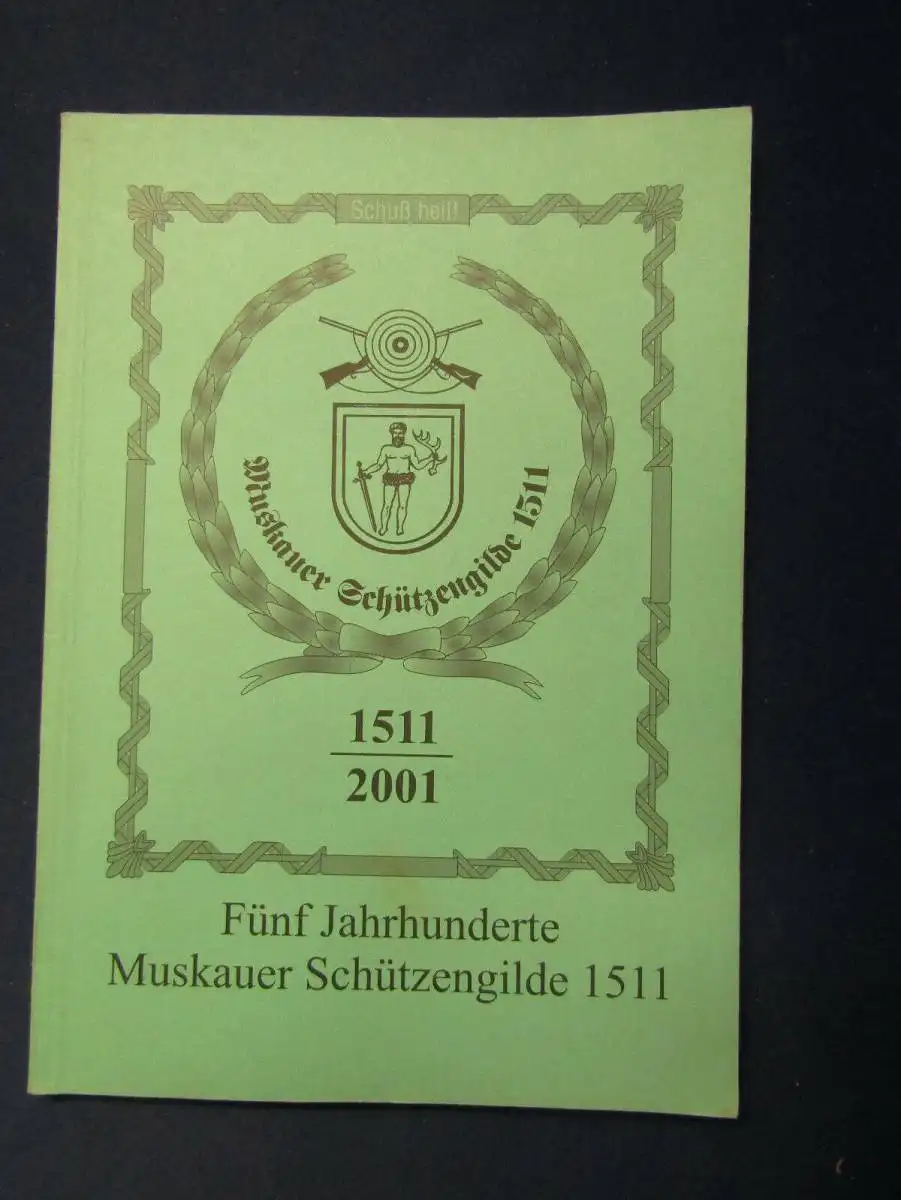 Schuß heil!
Muskauer Schützengilde 1511
1511
2001
Fünf Jahrhunderte
Muskauer Schützengilde 1511